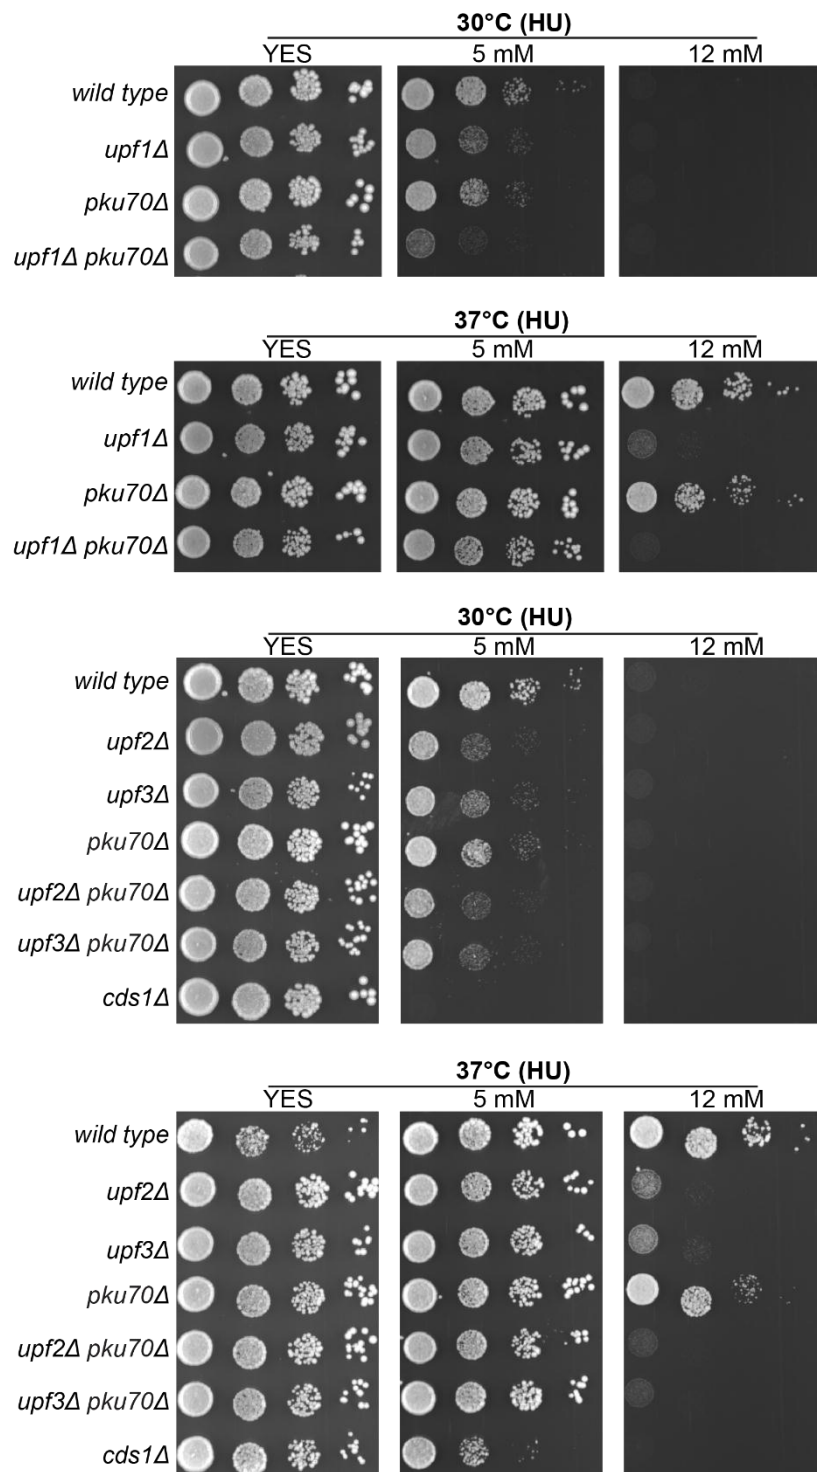 30°C (HU)
YES 5 mM 12 mM
wild type
upf1Δ
pku70Δ
upf1Δ pku70Δ
37°C (HU)
YES 5 mM 12 mM
wild type
upf1Δ
pku70Δ
upf1Δ pku70Δ
30°C (HU)
YES 5 mM 12 mM
wild type
upf2Δ
upf3Δ
pku70Δ
upf2Δ pku70Δ
upf3Δ pku70Δ
cds1Δ
37°C (HU)
YES 5 mM 12 mM
wild type
upf2Δ
upf3Δ
pku70Δ
upf2Δ pku70Δ
upf3Δ pku70Δ
cds1Δ